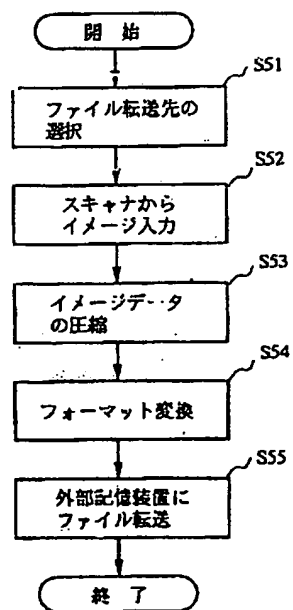 開 始
S51
ファイル転送先の
選択
S52
スキャナから
イメージ入力
S53
イメージデータ
の圧縮
S54
フォーマット変換
S55
外部記憶装置に
ファイル転送
終 了